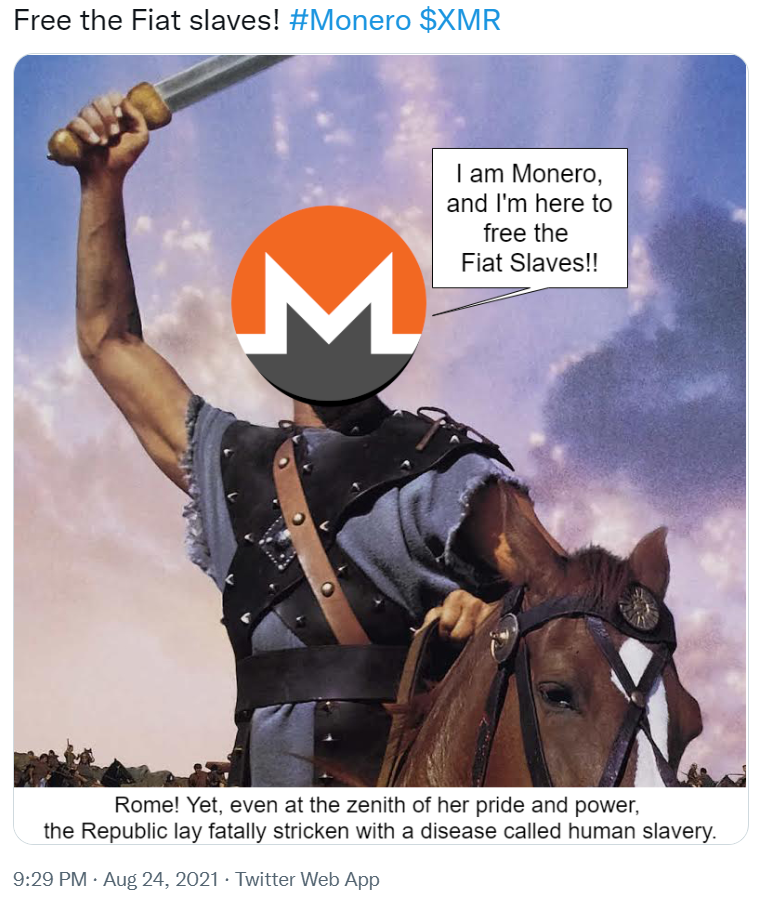 Free the Fiat slaves! #Monero $XMR
I am Monero,
and I'm here to
free the
Fiat Slaves!!
Rome! Yet, even at the zenith of her pride and power,
the Republic lay fatally stricken with a disease called human slavery.
9:29 PM · Aug 24, 2021 · Twitter Web App